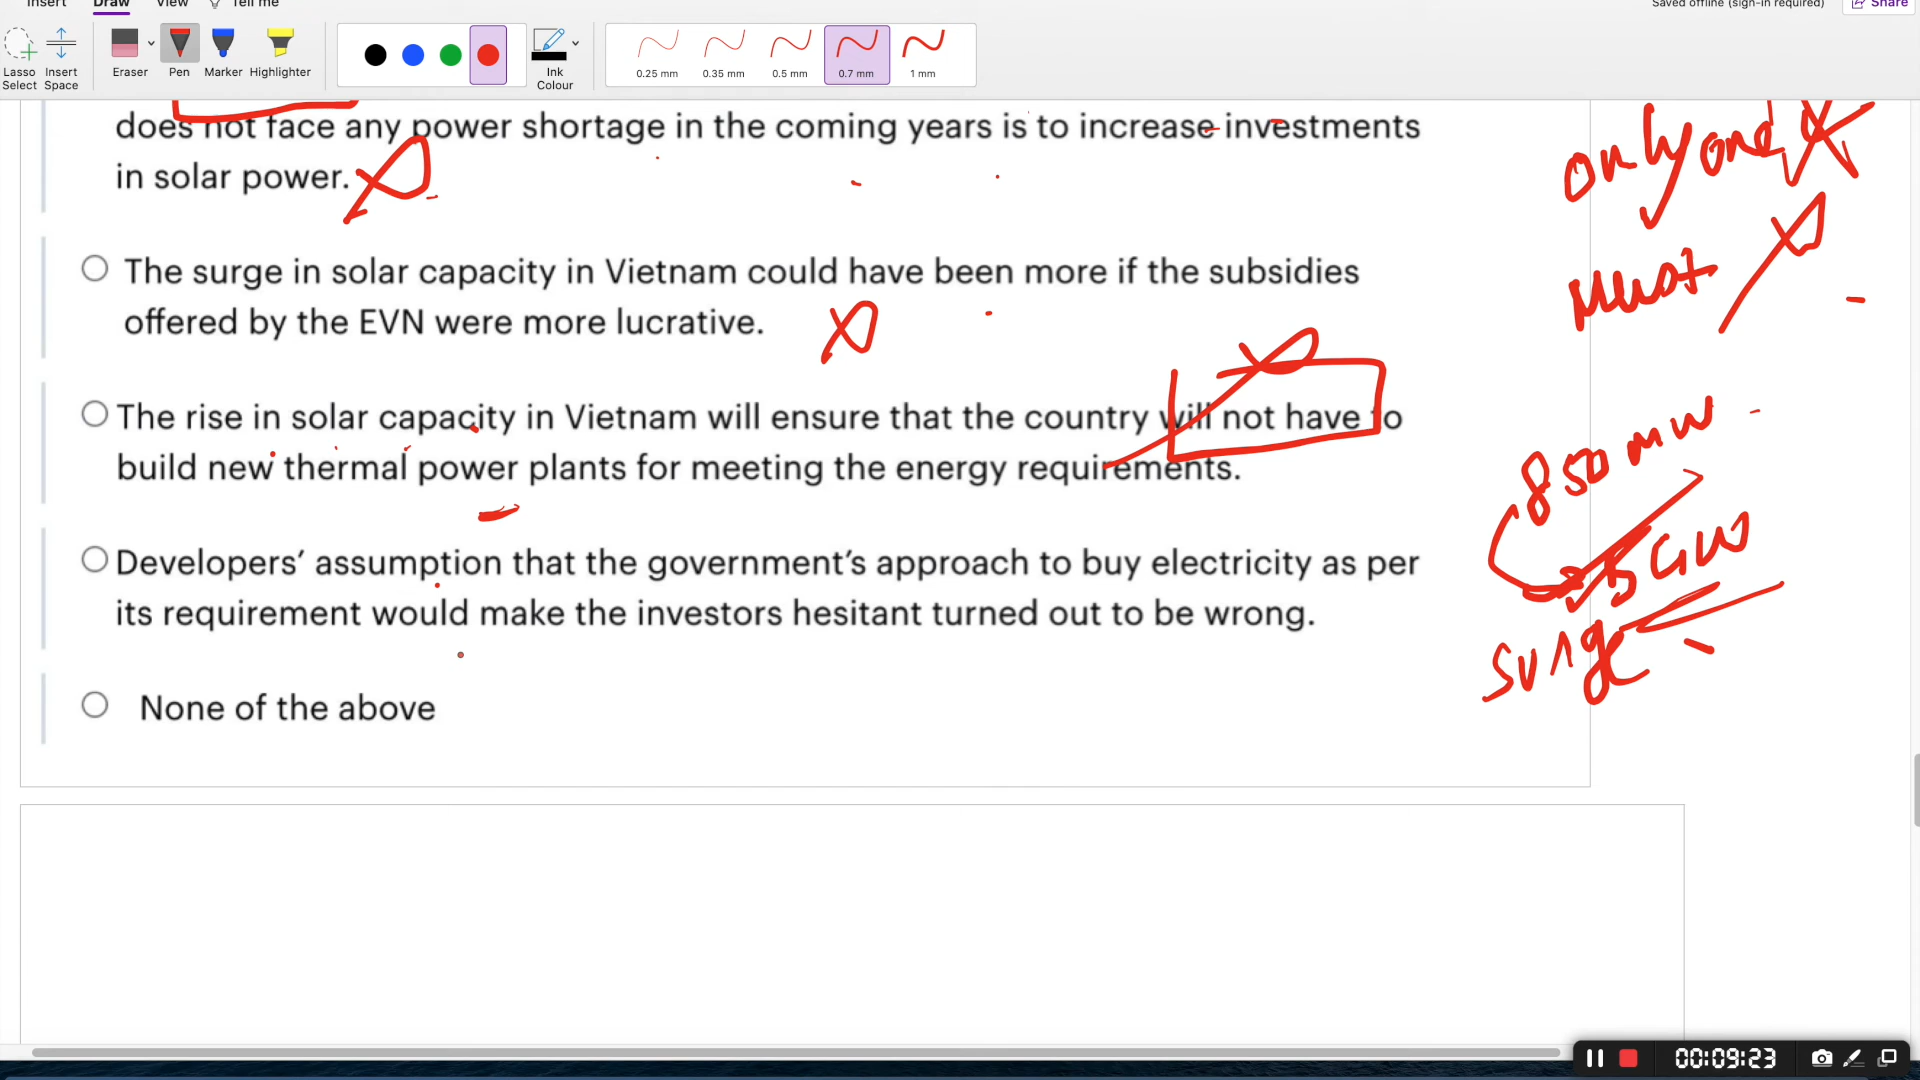 Insert Draw View Tell me Saved offline (sign-in required) Share
Lasso Select Insert Space Eraser Pen Marker Highlighter Ink Colour 0.25 mm 0.35 mm 0.5 mm 0.7 mm 1 mm
does not face any power shortage in the coming years is to increase investments
in solar power.
only one
Must
The surge in solar capacity in Vietnam could have been more if the subsidies
offered by the EVN were more lucrative.
The rise in solar capacity in Vietnam will ensure that the country will not have to
build new thermal power plants for meeting the energy requirements.
850 MW
5 GW
surge
Developers’ assumption that the government’s approach to buy electricity as per
its requirement would make the investors hesitant turned out to be wrong.
None of the above
00:09:23